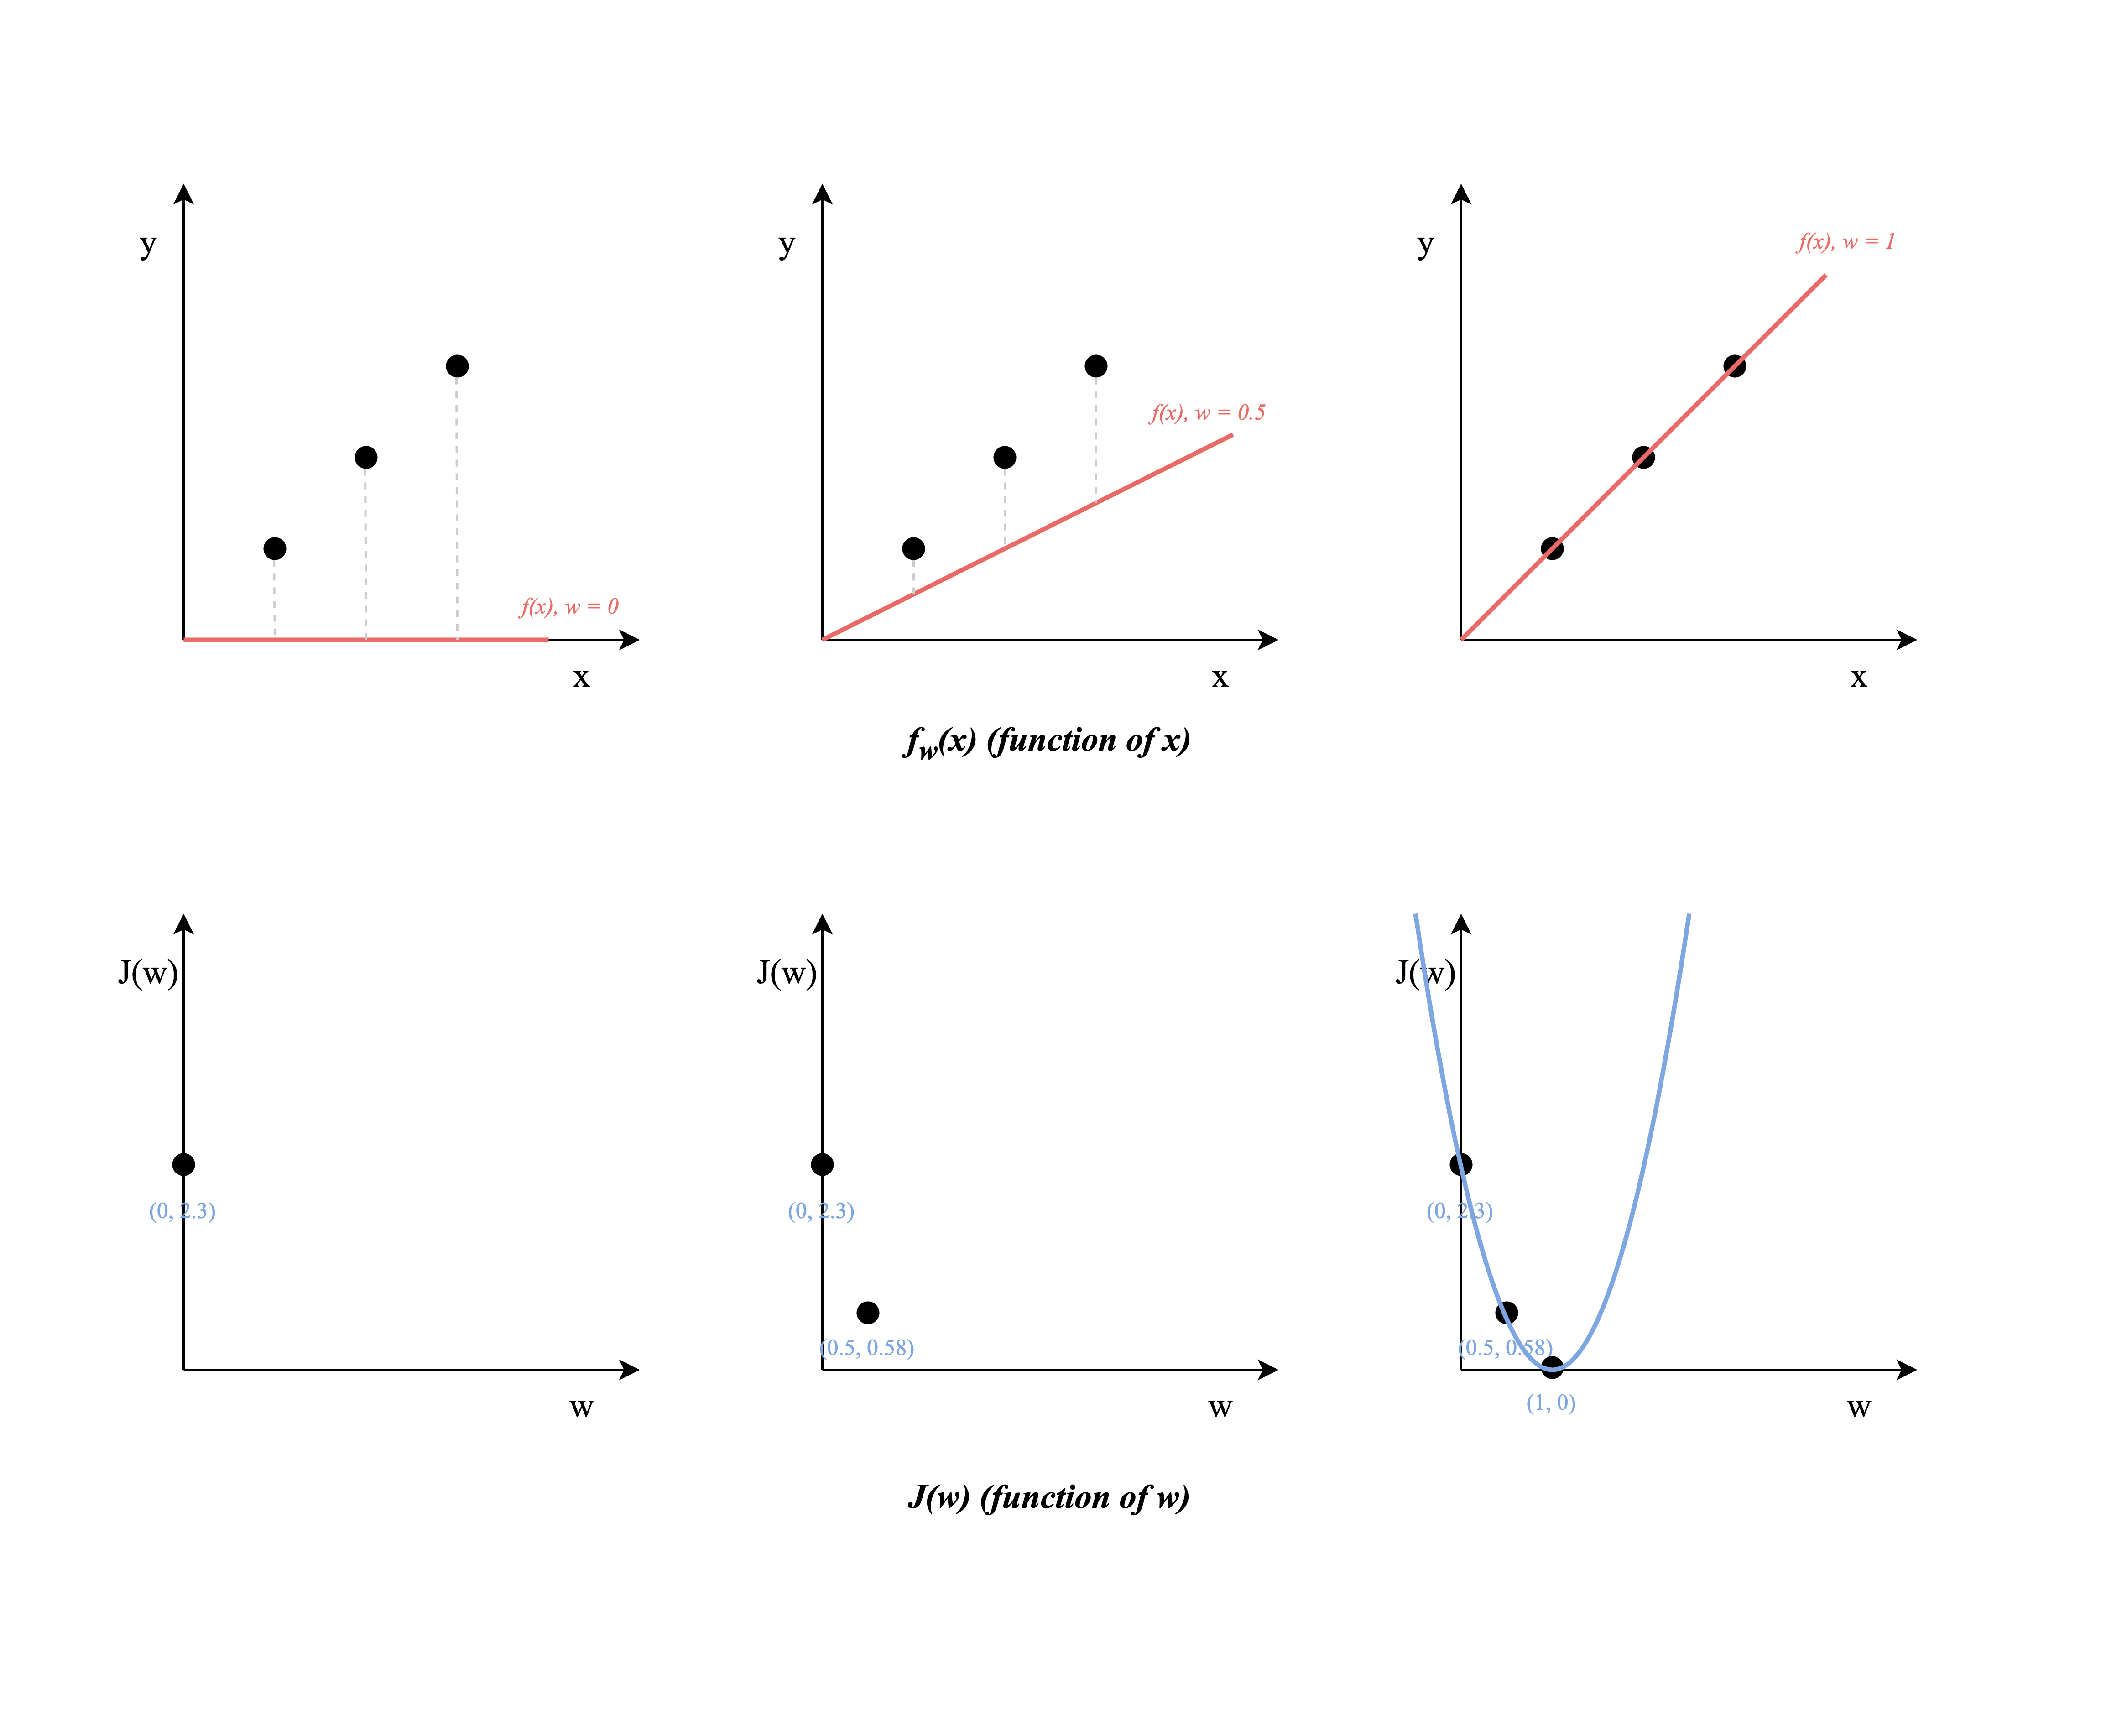 y
f(x), w = 0
x
y
f(x), w = 0.5
x
y
f(x), w = 1
x
fw(x) (function of x)
J(w)
(0, 2.3)
w
J(w)
(0, 2.3)
(0.5, 0.58)
w
J(w)
(0, 2.3)
(0.5, 0.58)
(1, 0)
w
J(w) (function of w)